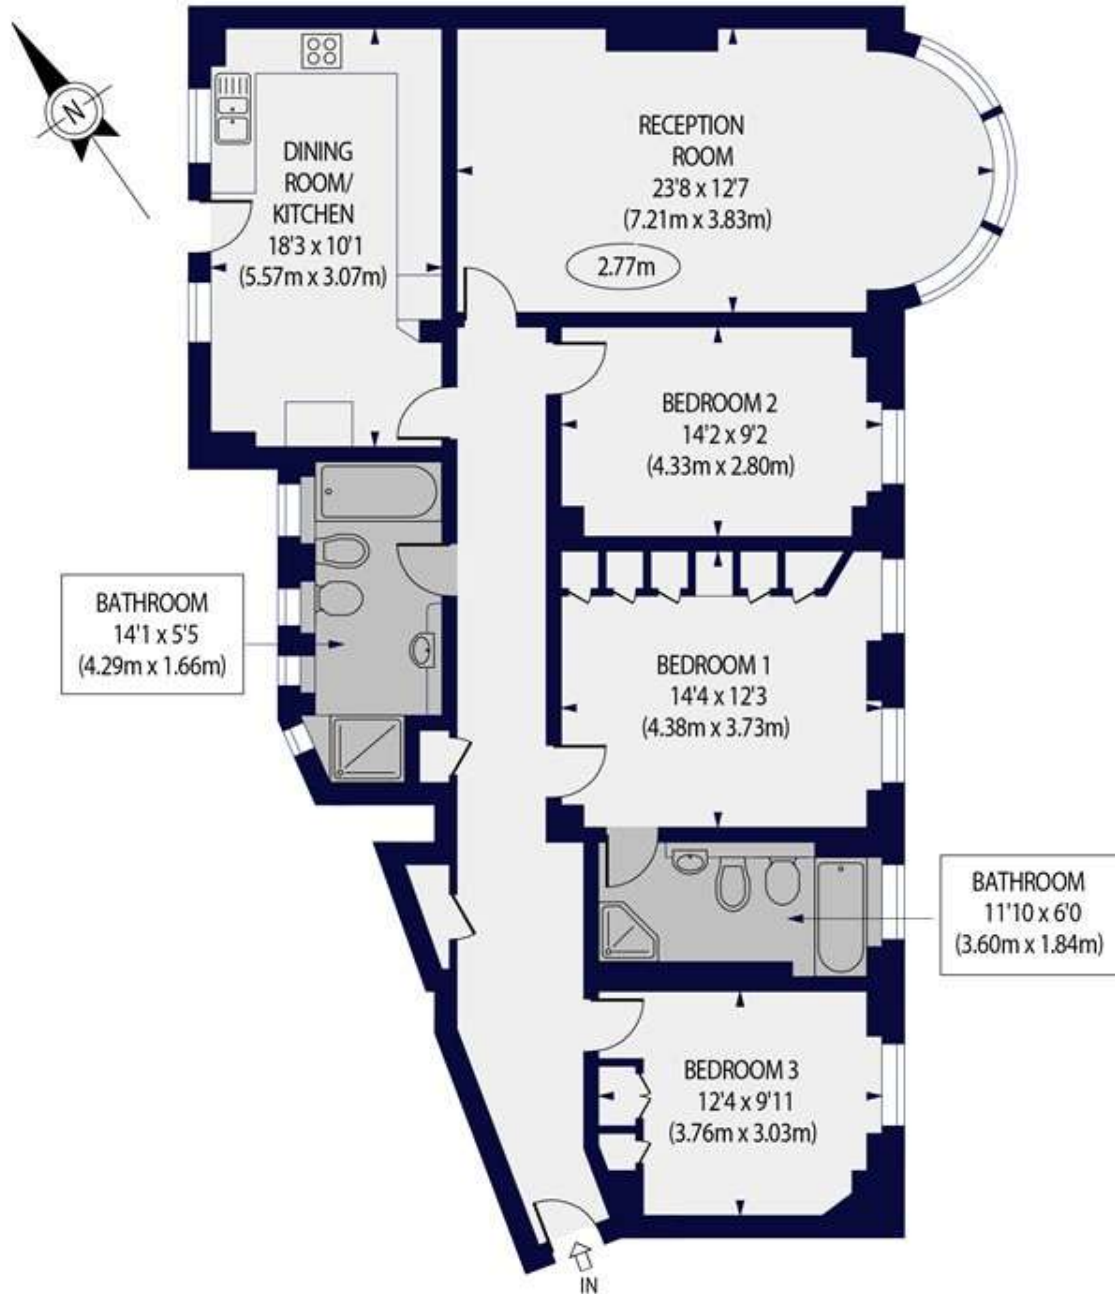 N
DINING
ROOM/
KITCHEN
18'3 x 10'1
(5.57m x 3.07m)
RECEPTION
ROOM
23'8 x 12'7
(7.21m x 3.83m)
2.77m
BEDROOM 2
14'2 x 9'2
(4.33m x 2.80m)
BATHROOM
14'1 x 5'5
(4.29m x 1.66m)
BEDROOM 1
14'4 x 12'3
(4.38m x 3.73m)
BATHROOM
11'10 x 6'0
(3.60m x 1.84m)
BEDROOM 3
12'4 x 9'11
(3.76m x 3.03m)
IN